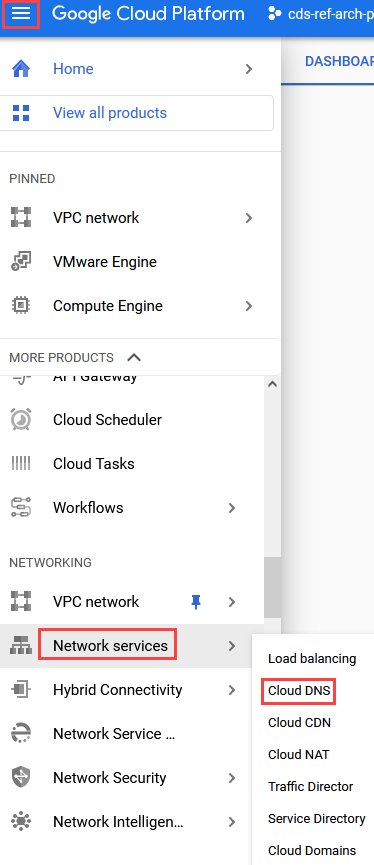 Google Cloud Platform
cds-ref-arch-p
Home
DASHBOAR
View all products
PINNED
VPC network
VMware Engine
Compute Engine
MORE PRODUCTS
API Gateway
Cloud Scheduler
Cloud Tasks
Workflows
NETWORKING
VPC network
Network services
Load balancing
Hybrid Connectivity
Cloud DNS
Cloud CDN
Network Service ...
Cloud NAT
Network Security
Traffic Director
Network Intelligen...
Service Directory
Cloud Domains